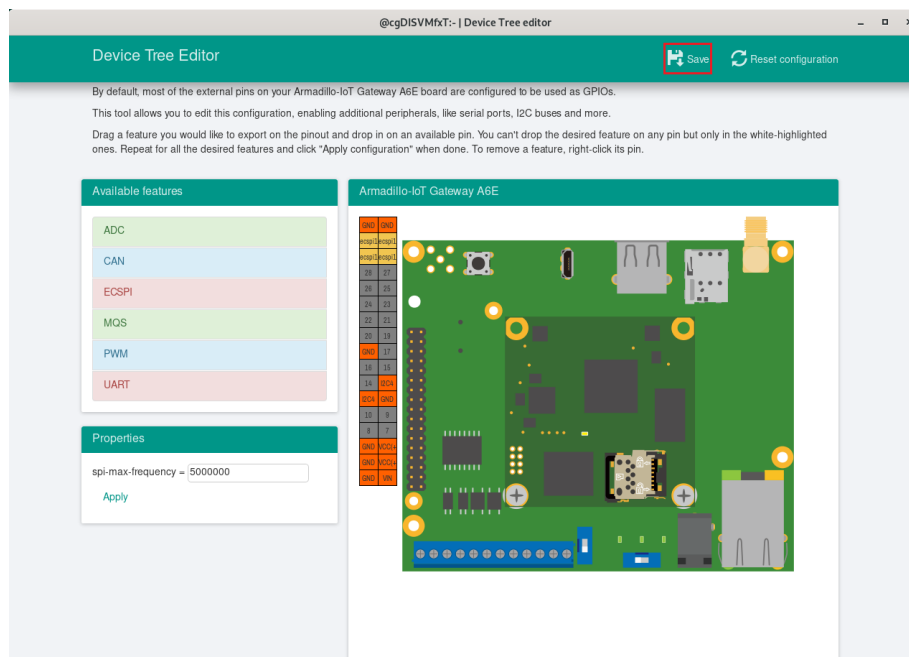 @cgDISVMfxT:~ | Device Tree editor
Device Tree Editor
Save
Reset configuration
By default, most of the external pins on your Armadillo-IoT Gateway A6E board are configured to be used as GPIOs.
This tool allows you to edit this configuration, enabling additional peripherals, like serial ports, I2C buses and more.
Drag a feature you would like to export on the pinout and drop in on an available pin. You can't drop the desired feature on any pin but only in the white-highlighted
ones. Repeat for all the desired features and click "Apply configuration" when done. To remove a feature, right-click its pin.
Available features
ADC
CAN
ECSPI
MQS
PWM
UART
Properties
spi-max-frequency = 5000000
Apply
Armadillo-IoT Gateway A6E
GND GND
ecspi1 ecspi1
ecspi1 ecspi1
28 27
25
24 23
22 21
20 19
GND 17
16 15
14 I2C4
I2C4 GND
10 9
8 7
GND VCC(+
GND VCC(+
GND VIN